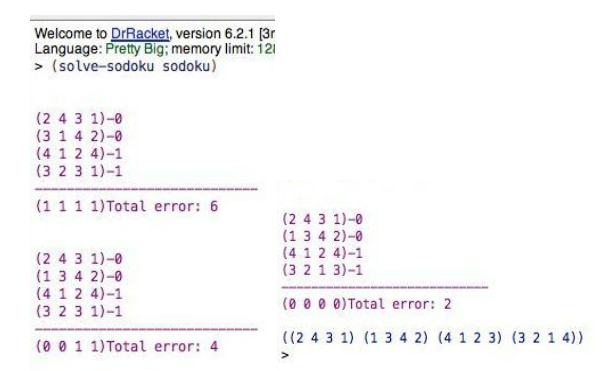 Welcome to DrRacket, version 6.2.1 [3
Language: Pretty Big; memory limit: 12
> (solve-sodoku sodoku)
(2 4 3 1)-0
(3 1 4 2)-0
(4 1 2 4)-1
(3 2 3 1)-1
-----------------------------
(1 1 1 1)Total error: 6
(2 4 3 1)-0
(1 3 4 2)-0
(4 1 2 4)-1
(3 2 3 1)-1
-----------------------------
(0 0 1 1)Total error: 4
(2 4 3 1)-0
(1 3 4 2)-0
(4 1 2 4)-1
(3 2 1 3)-1
-----------------------------
(0 0 0 0)Total error: 2
((2 4 3 1) (1 3 4 2) (4 1 2 3) (3 2 1 4))
>